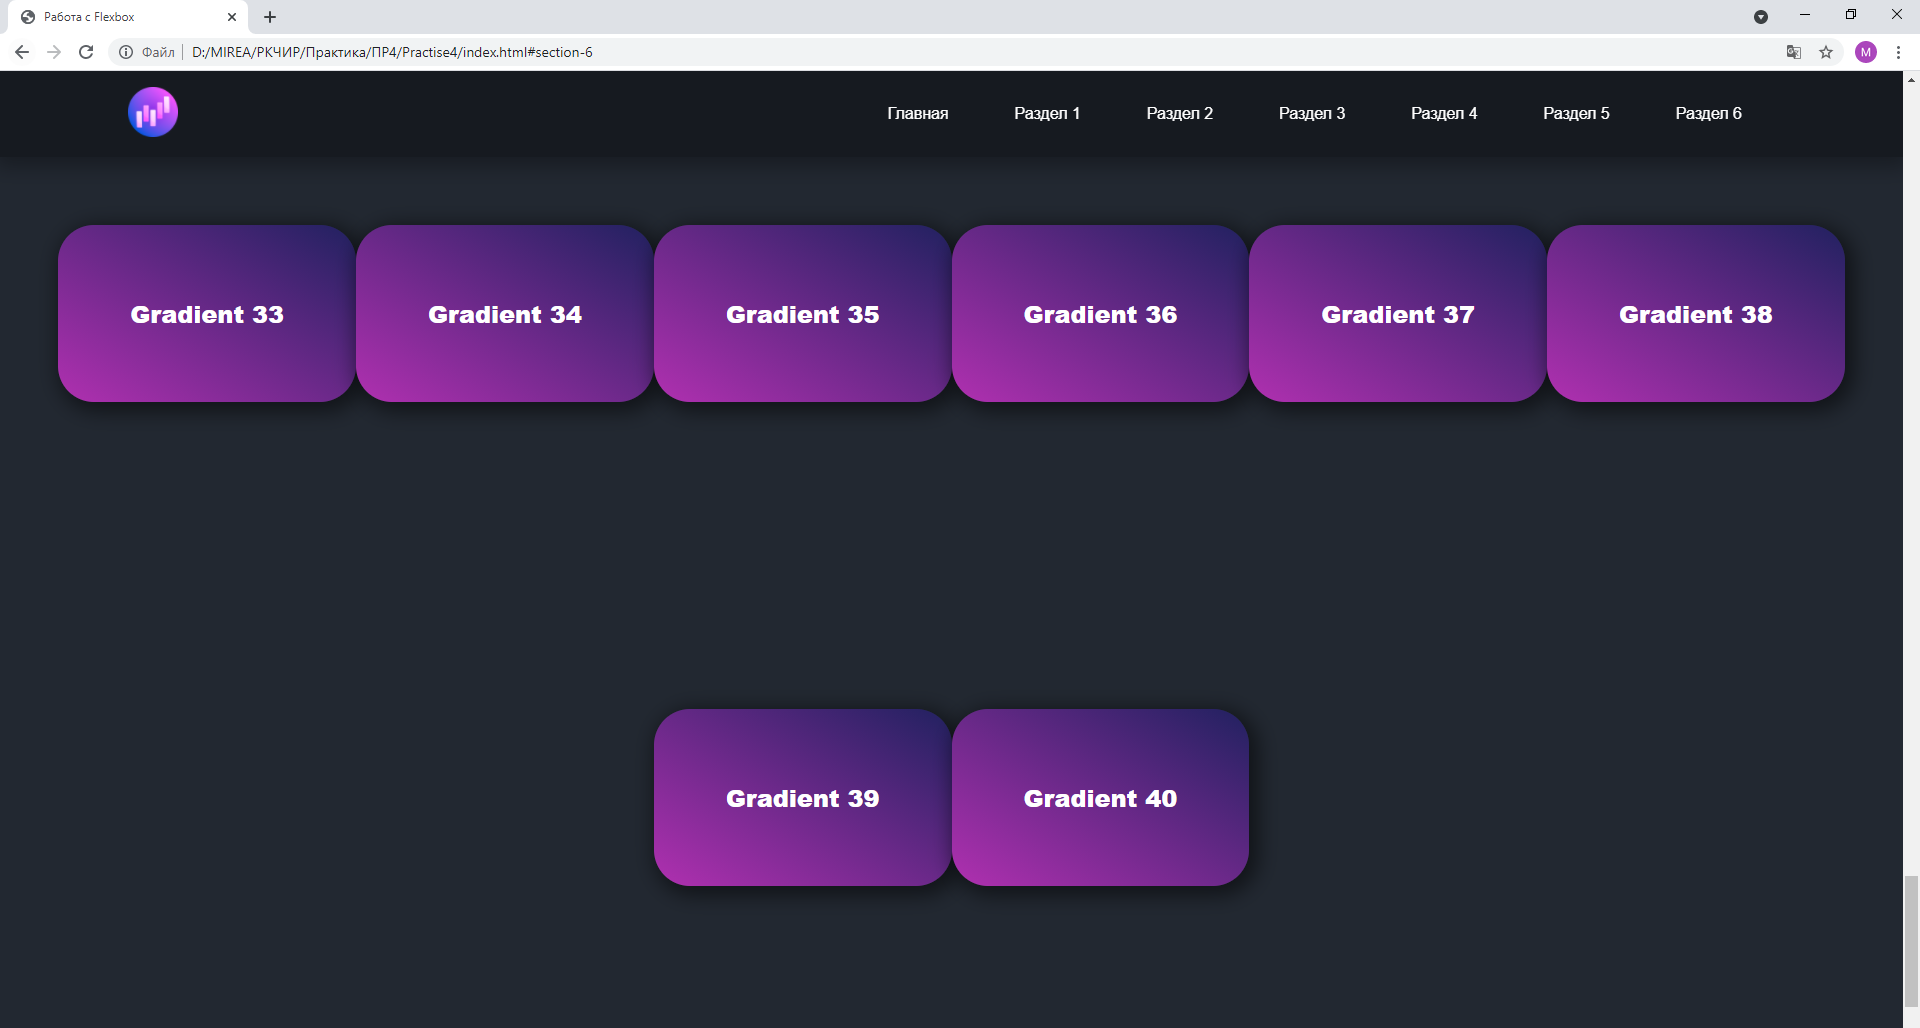 Работа с Flexbox
Файл D:/MIREA/РКЧИР/Практика/ПР4/Practise4/index.html#section-6
М
Главная Раздел 1 Раздел 2 Раздел 3 Раздел 4 Раздел 5 Раздел 6
Gradient 33 Gradient 34 Gradient 35 Gradient 36 Gradient 37 Gradient 38
Gradient 39 Gradient 40